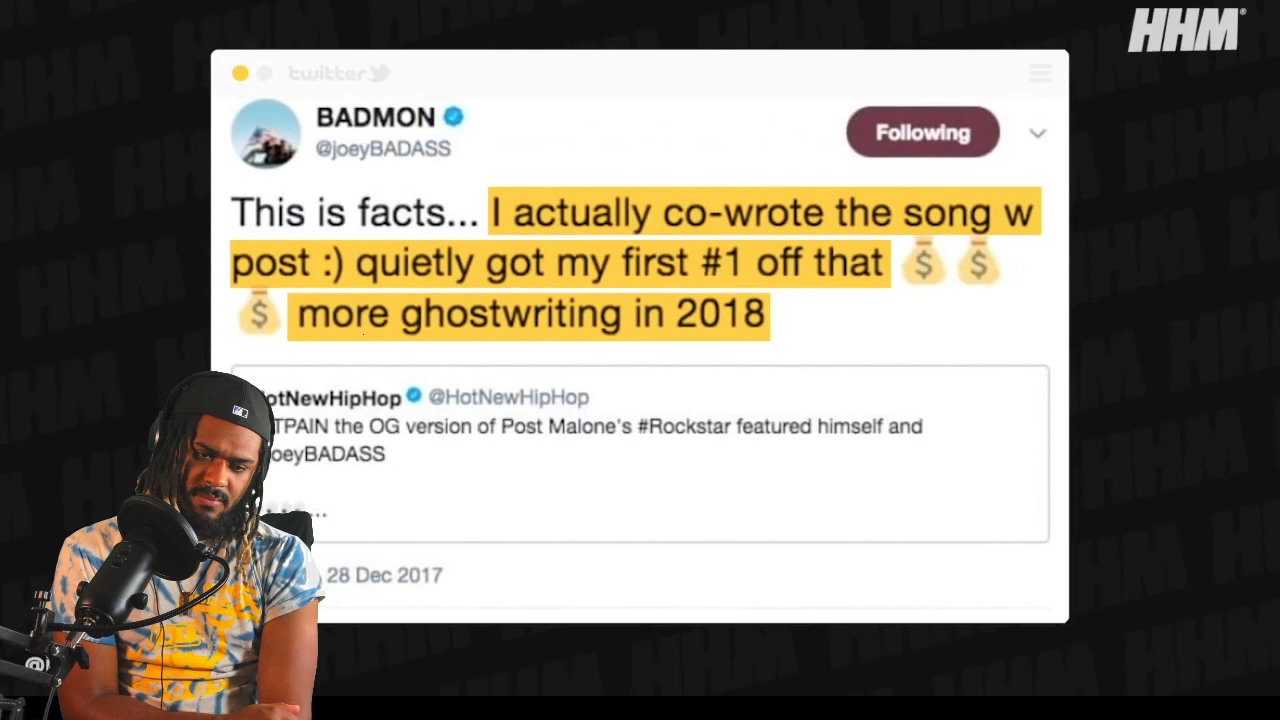 HHM®
twitter
BADMON
@joeyBADASS
Following
This is facts... I actually co-wrote the song w
post :) quietly got my first #1 off that
more ghostwriting in 2018
otNewHipHop @HotNewHipHop
TPAIN the OG version of Post Malone's #Rockstar featured himself and
oeyBADASS
...
28 Dec 2017
@